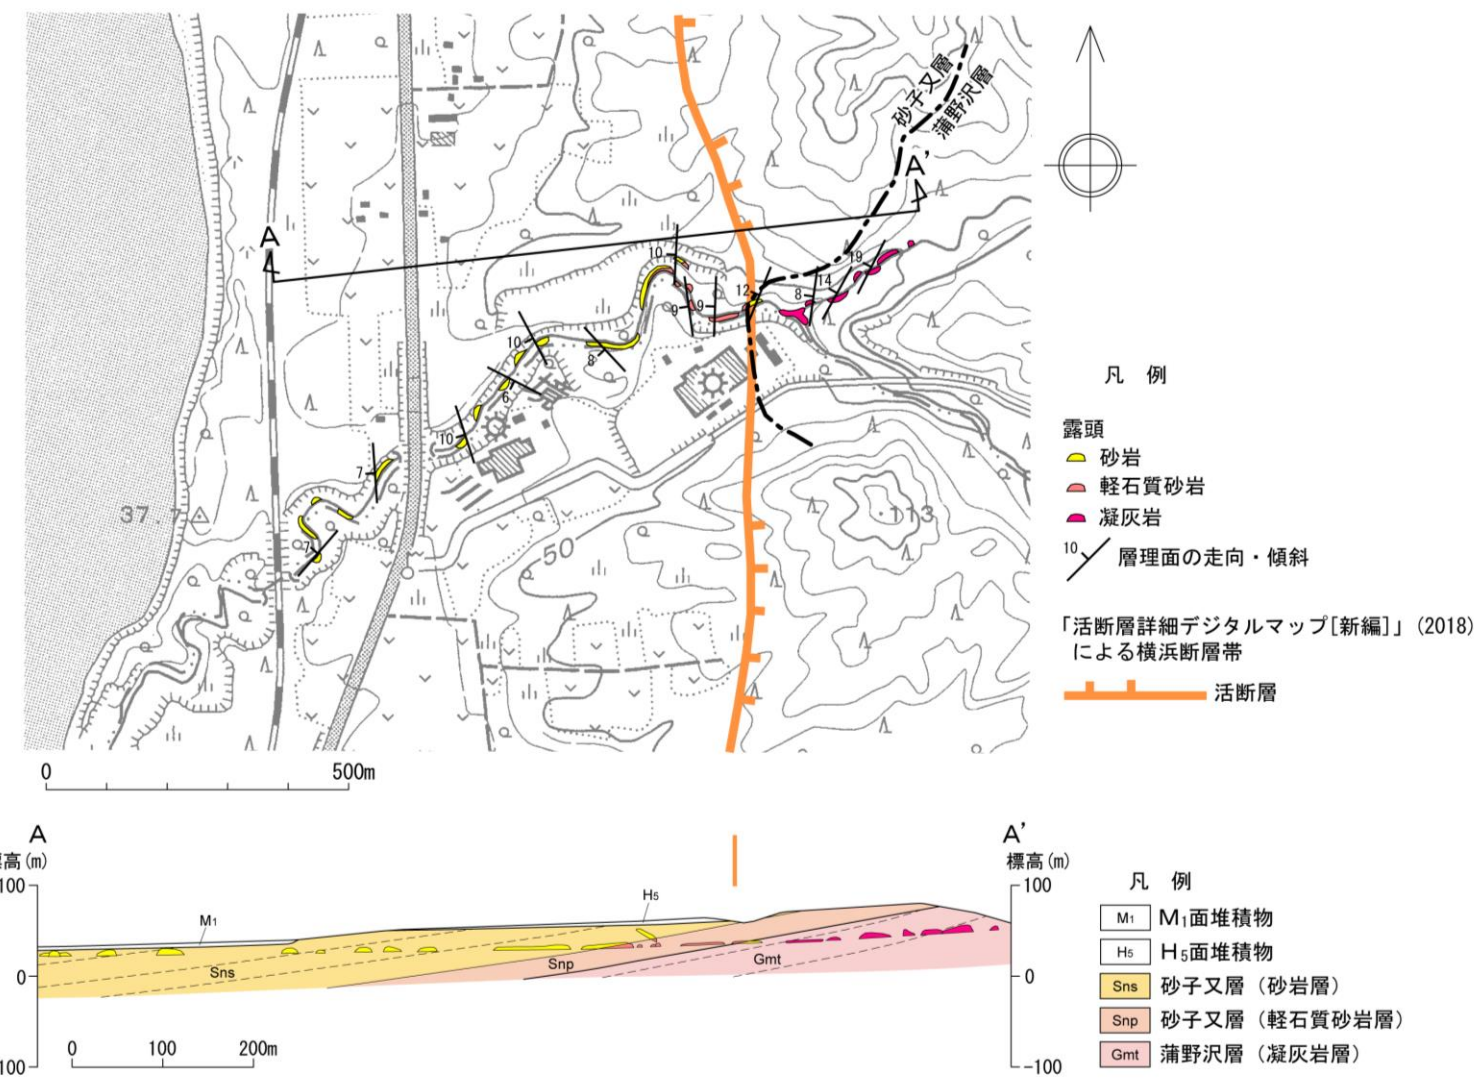 砂子又層
蒲野沢層
A'
A
10
19
14
8
12
9
9
10
8
6
10
7
7
37.7
50
113
0 500m
凡 例
露頭
砂岩
軽石質砂岩
凝灰岩
10 層理面の走向・傾斜
「活断層詳細デジタルマップ[新編]」(2018)
による横浜断層帯
活断層
A A'
標高(m) 標高(m)
100 100
M1
H5
Sns
Snp
Gmt
0 0
0 100 200m
100 -100
凡 例
M1 M1面堆積物
H5 H5面堆積物
Sns 砂子又層(砂岩層)
Snp 砂子又層(軽石質砂岩層)
Gmt 蒲野沢層(凝灰岩層)